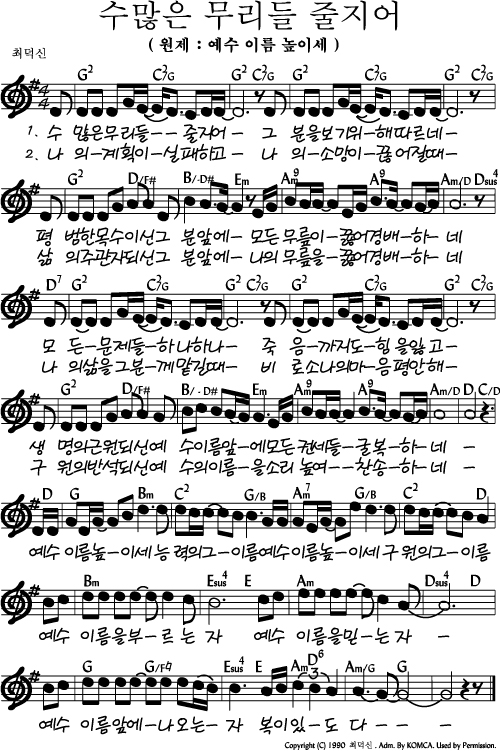 수많은 무리들 줄지어
( 원제 : 예수 이름 높이세 )
최덕신
G2 C2/G G2 C2/G G2 C2/G G2 C2/G
1. 수 많은무리들- -줄지어- 그 분을보기위-해따르네-
2. 나 의-계획이-실패하고- 나 의-소망이-끊어질때-
G2 D/F# B/-D# Em Am9 A9 Am/D Dsus4
평 범한목수이신그 분앞에-모든무릎이-꿇어경배-하-네
삶 의주관자되신그 분앞에-나의무릎을-꿇어경배-하-네
D7 G2 C2/G G2 C2/G G2 C2/G G2 C2/G
모 든-문제들-하나하나- 죽 음-까지도-힘을잃고-
나 의삶을그분-께맡길때- 비 로소나의마-음평안해-
G2 D/F# B/-D# Em Am9 A9 Am/D D C/D
생 명의근원되신예 수이름앞-에모든권세들-굴복-하-네-
구 원의반석되신예 수의이름-을소리높여-찬송-하-네-
D G Bm C2 G/B Am7 G/B C2 D
예수 이름높-이세능력의그-이름예수이름높-이세구원의그-이름
Bm Esus4 E Am Dsus4 D
예수 이름을부-르는자 예수 이름을믿-는자-
G G/F♮ Esus4 E Am D6 Am/G G
3
예수 이름앞에-나오는-자 복이있-도다--
Copyright (C) 1990 최덕신 . Adm. By KOMCA. Used by Permission.